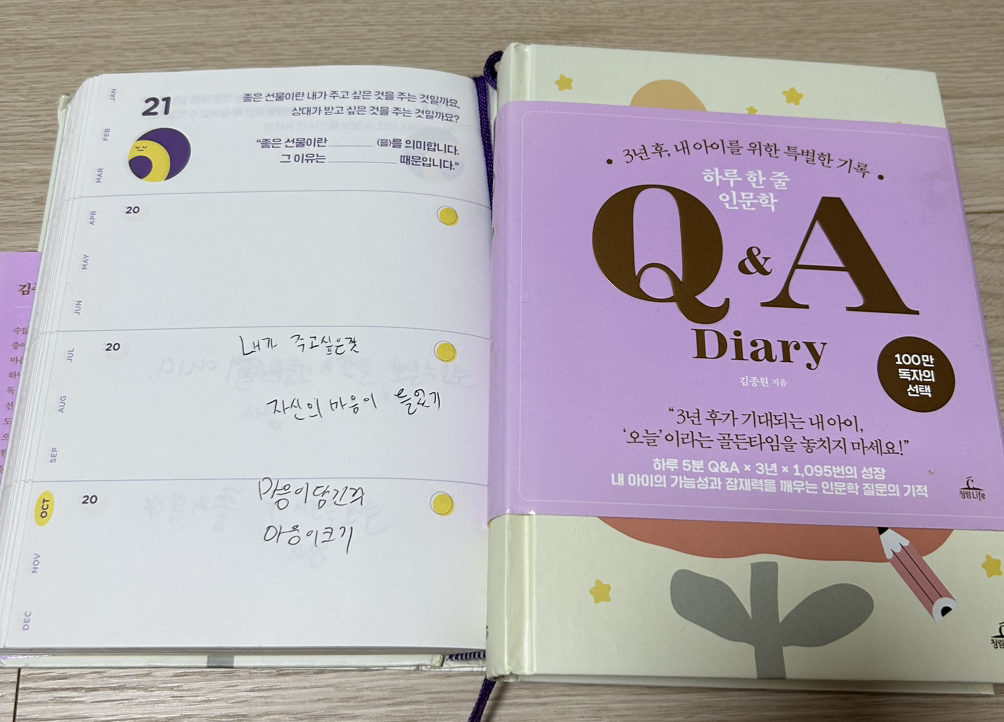 JAN
FEB
MAR
APR
MAY
JUN
JUL
AUG
SEP
OCT
NOV
DEC
21
좋은 선물이란 내가 주고 싶은 것을 주는 것일까요,
상대가 받고 싶은 것을 주는 것일까요?
"좋은 선물이란 ________ (을)를 의미합니다.
그 이유는 ________ 때문입니다."
20
20
내가 주고싶은것
자신의 마음이
20
마음이
마음이크기
3년 후, 내 아이를 위한 특별한 기록
하루 한 줄
인문학
Q & A
Diary
김종원 지음
100만
독자의
선택
"3년 후가 기대되는 내 아이,
'오늘'이라는 골든타임을 놓치지 마세요!"
하루 5분 Q&A × 3년 × 1,095번의 성장
내 아이의 가능성과 잠재력을 깨우는 인문학 질문의 기적
청림Life
청림